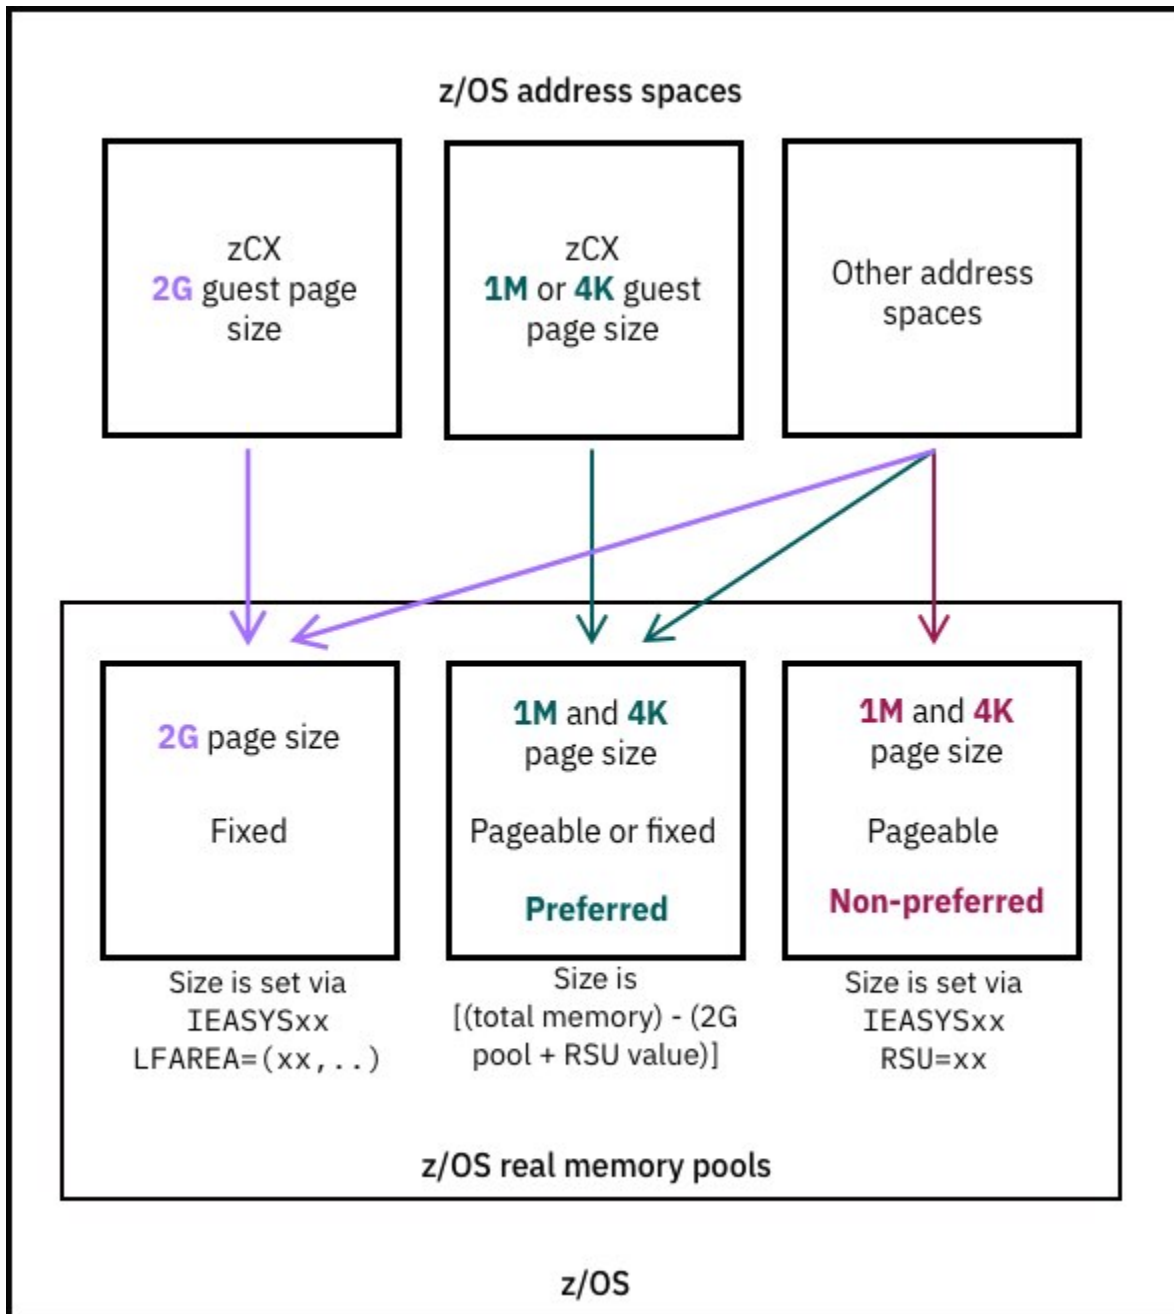 z/OS address spaces
zCX
2G guest page
size
zCX
1M or 4K guest
page size
Other address
spaces
2G page size
Fixed
Size is set via
IEASYSxx
LFAREA=(xx,..)
1M and 4K
page size
Pageable or fixed
Preferred
Size is
[(total memory) - (2G
pool + RSU value)]
1M and 4K
page size
Pageable
Non-preferred
Size is set via
IEASYSxx
RSU=xx
z/OS real memory pools
z/OS